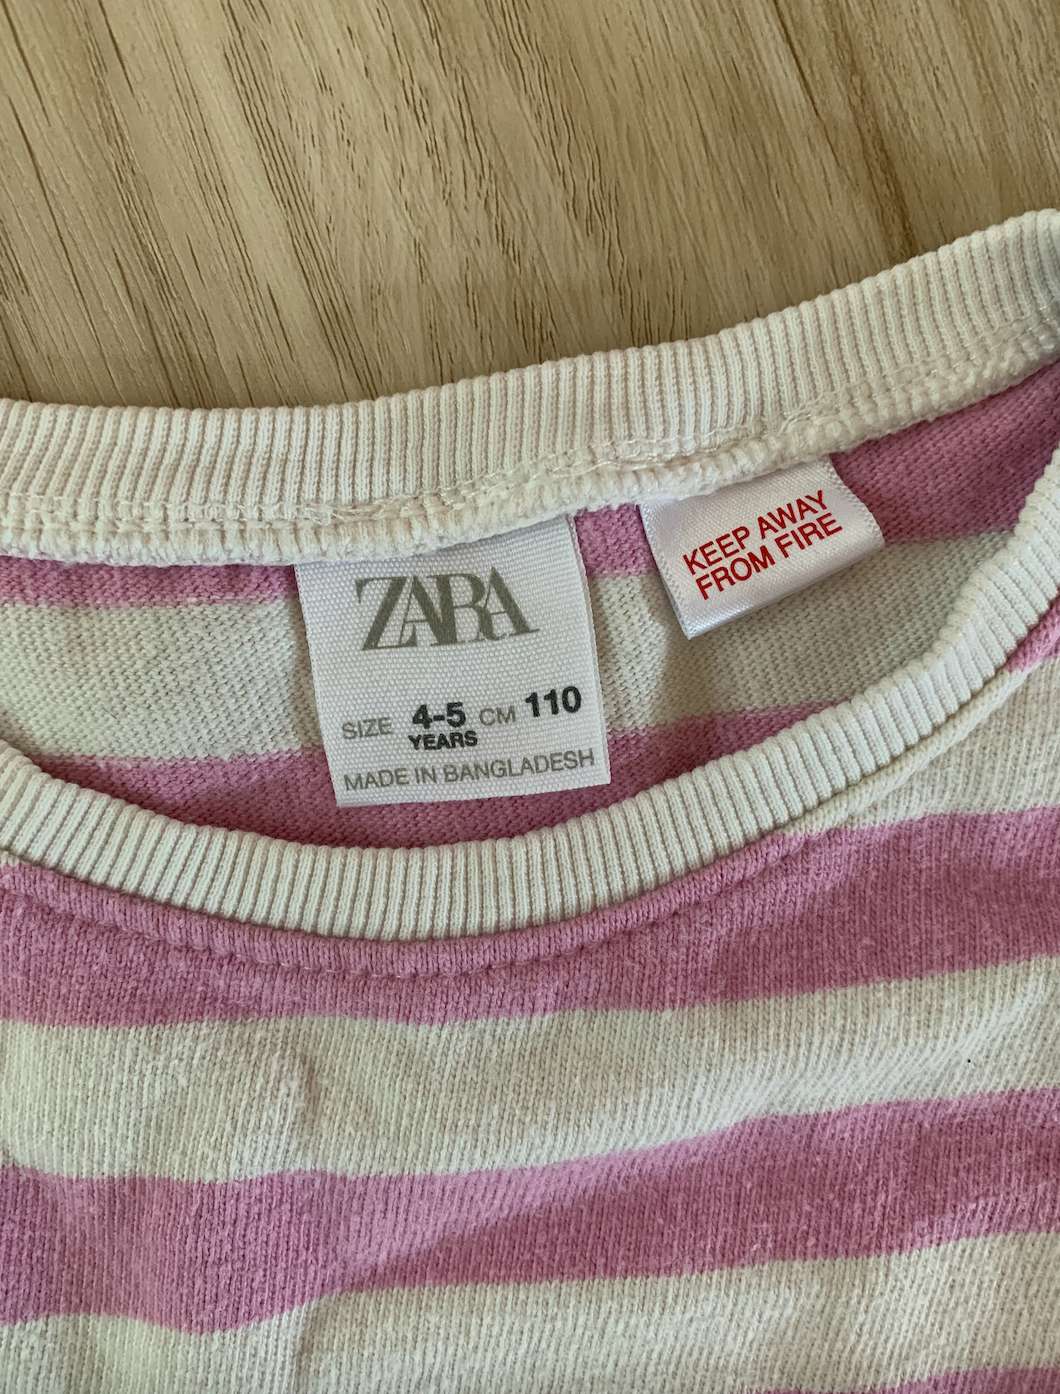 ZARA
SIZE 4-5 CM 110
YEARS
MADE IN BANGLADESH
KEEP AWAY
FROM FIRE